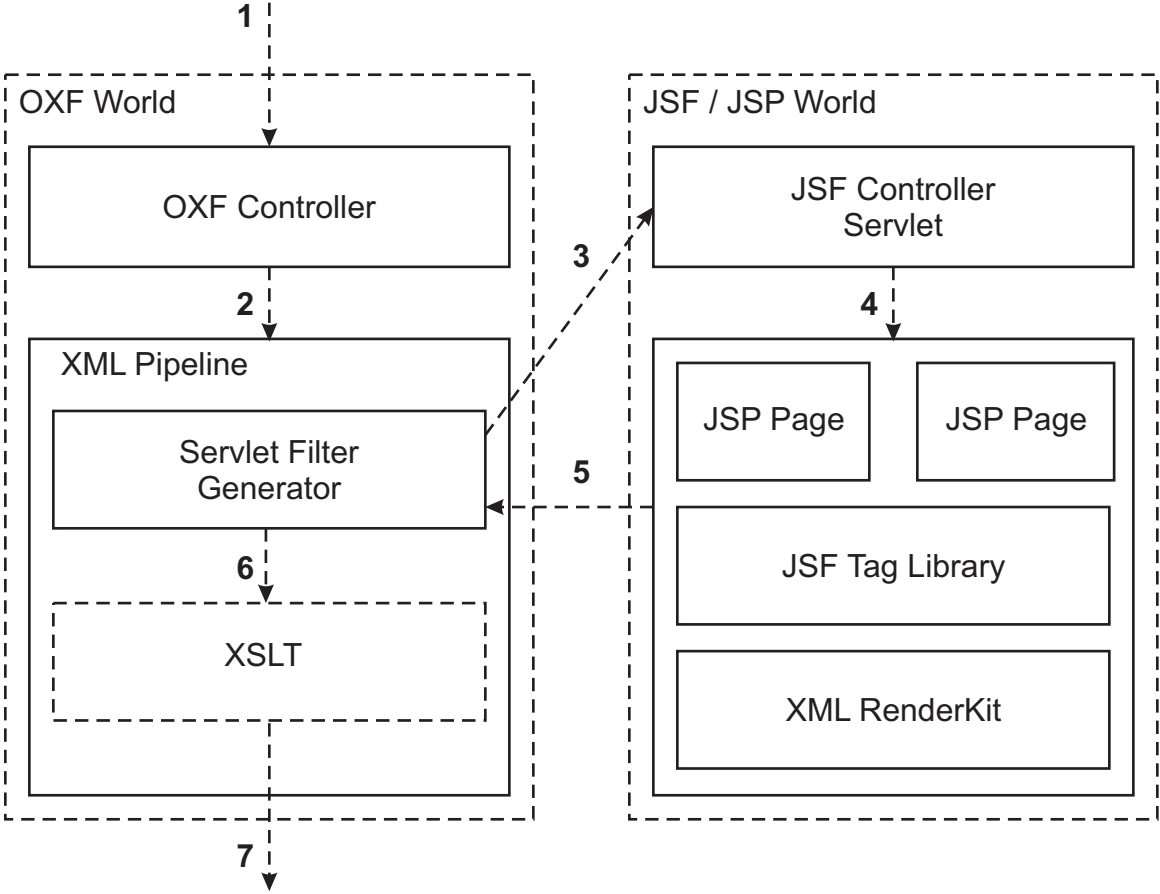 1
OXF World
OXF Controller
2
XML Pipeline
Servlet Filter
Generator
6
XSLT
7
3
5
JSF / JSP World
JSF Controller
Servlet
4
JSP Page
JSP Page
JSF Tag Library
XML RenderKit